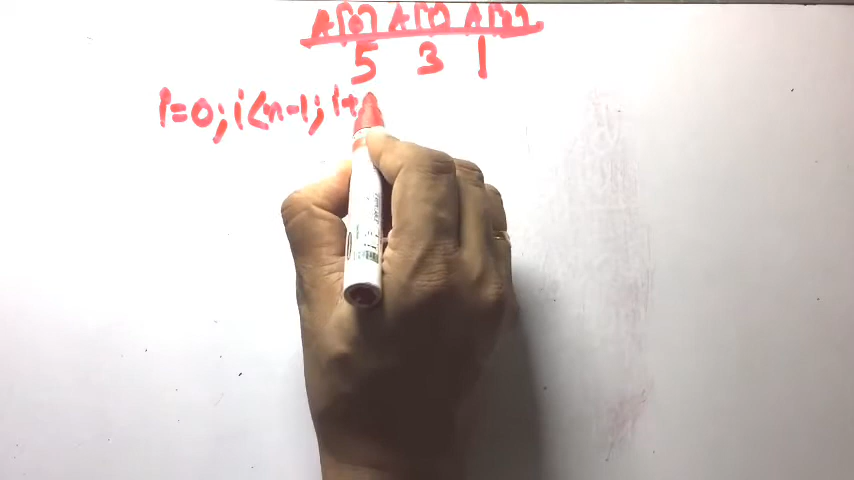 A[0] A[1] A[2]
5 3 1
i=0; i<n-1; i+